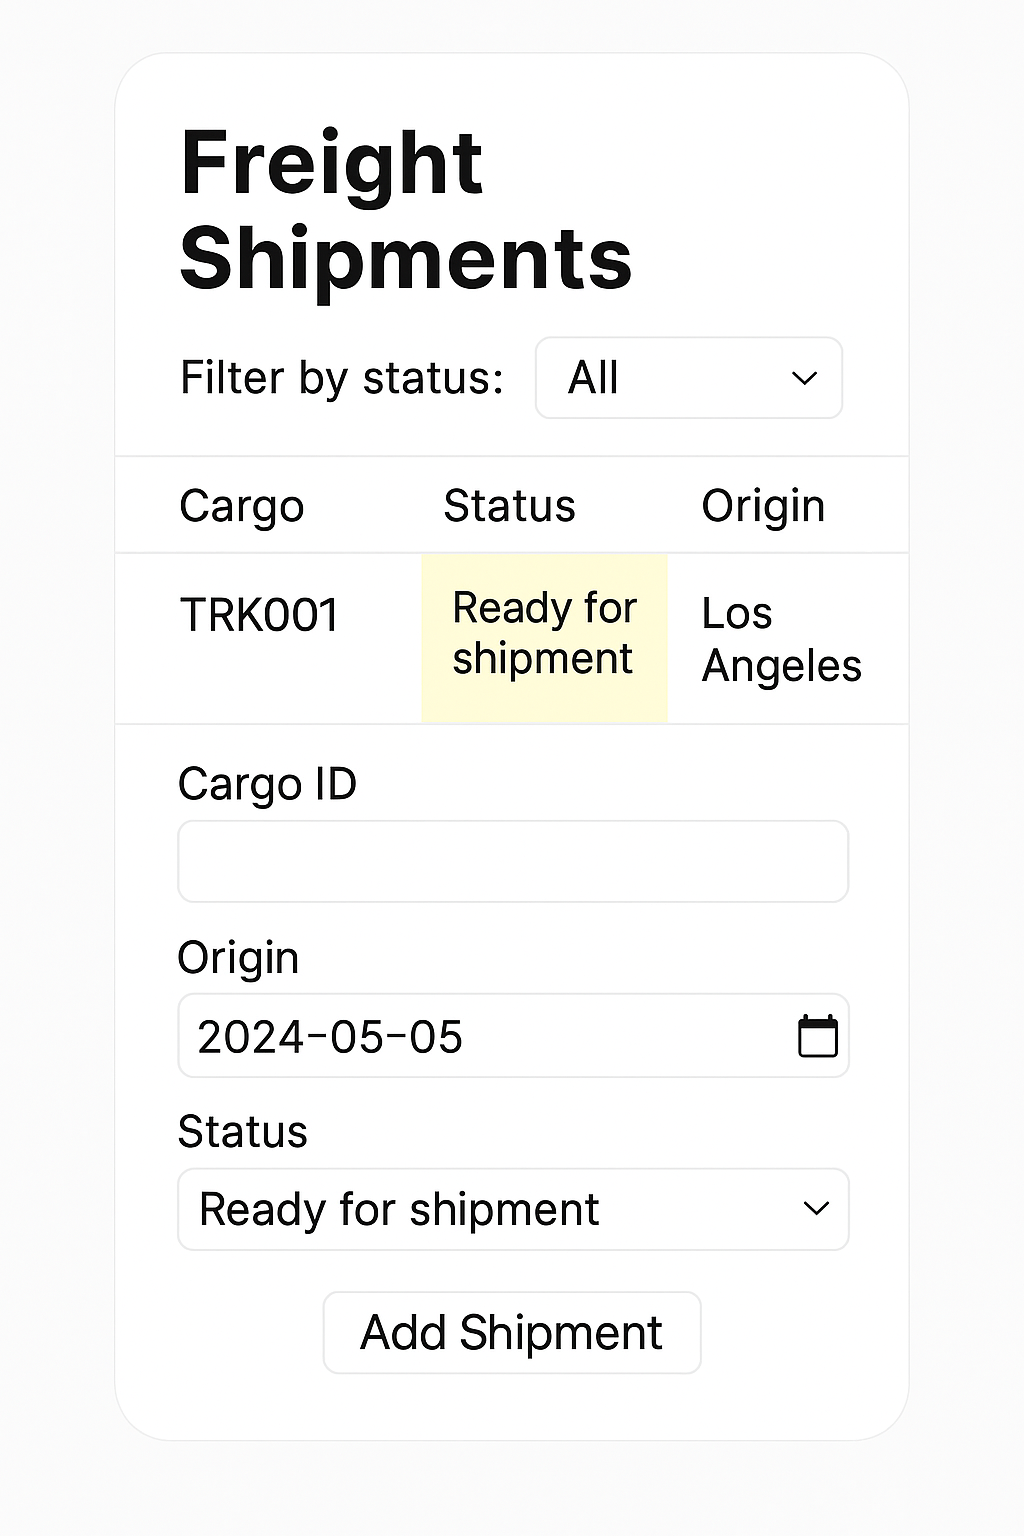 Freight
Shipments
Filter by status: All
Cargo Status Origin
TRK001 Ready for shipment Los Angeles
Cargo ID
Origin
2024-05-05
Status
Ready for shipment
Add Shipment